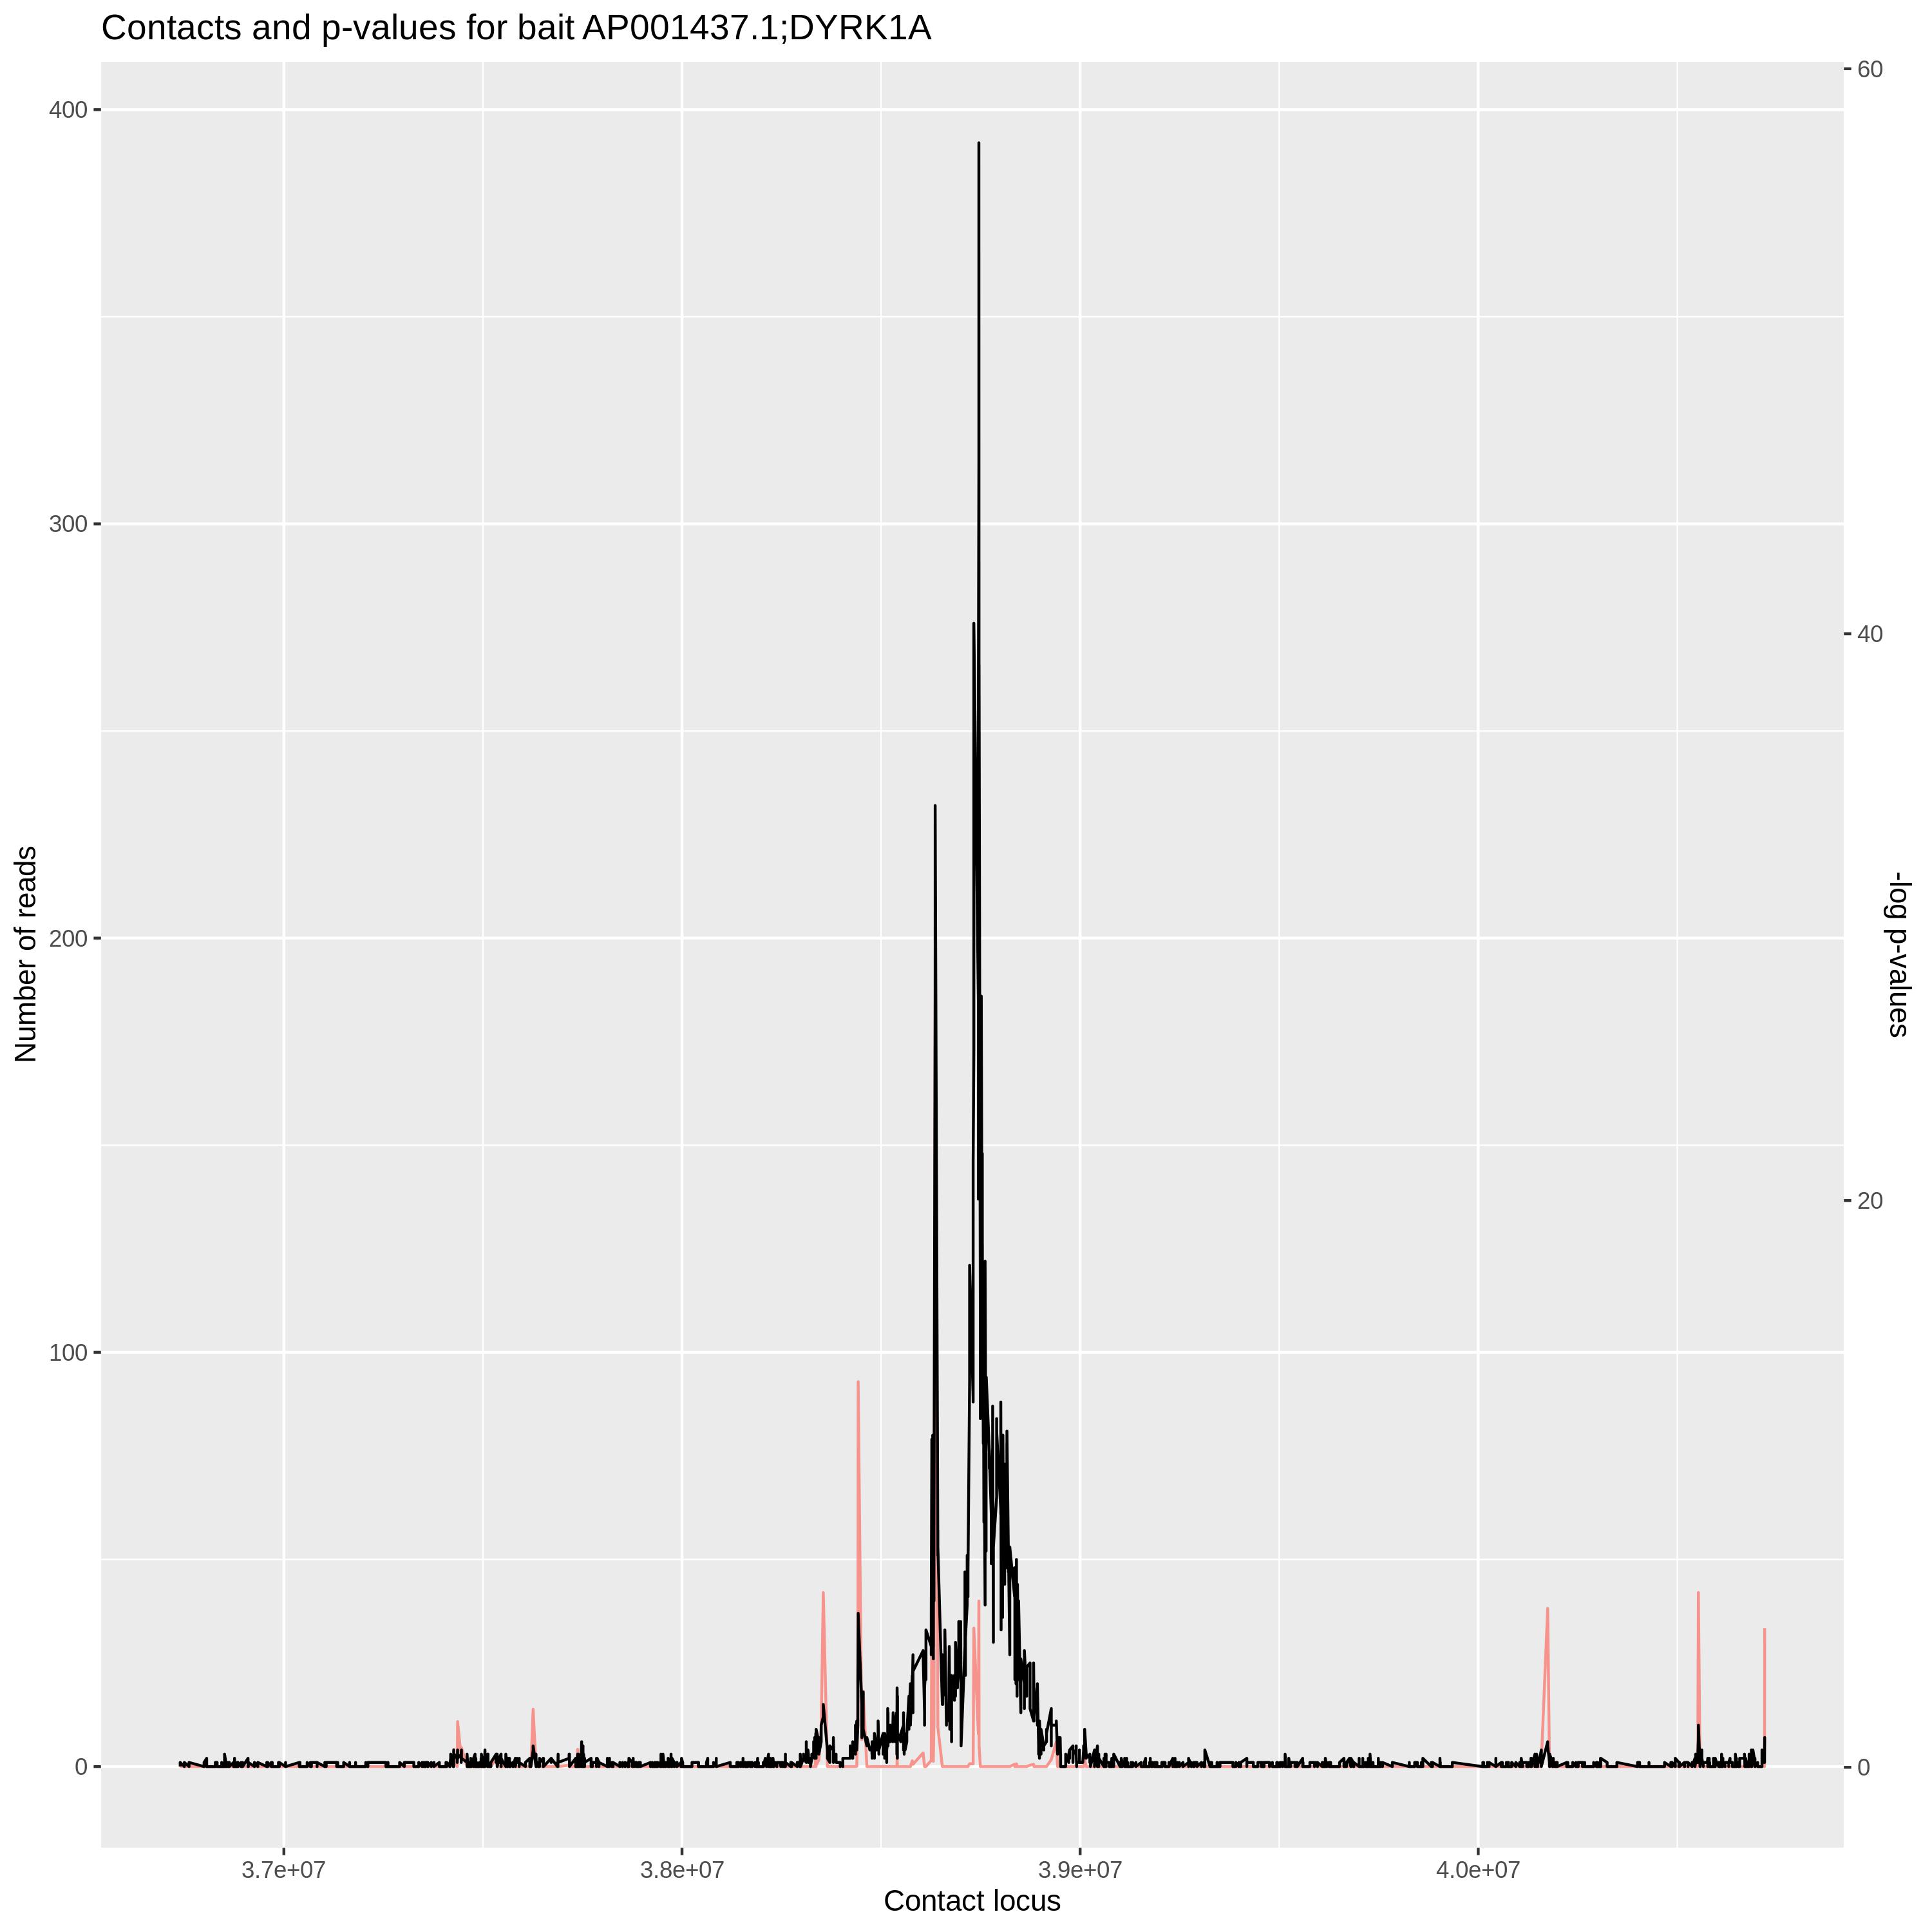 Contacts and p-values for bait AP001437.1;DYRK1A
400
300
200
100
0
Number of reads
60
40
20
0
-log p-values
3.7e+07
3.8e+07
3.9e+07
4.0e+07
Contact locus